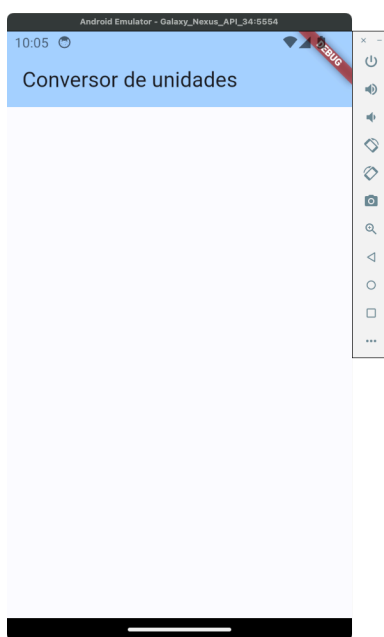 Android Emulator - Galaxy_Nexus_API_34:5554
10:05
DEBUG
Conversor de unidades